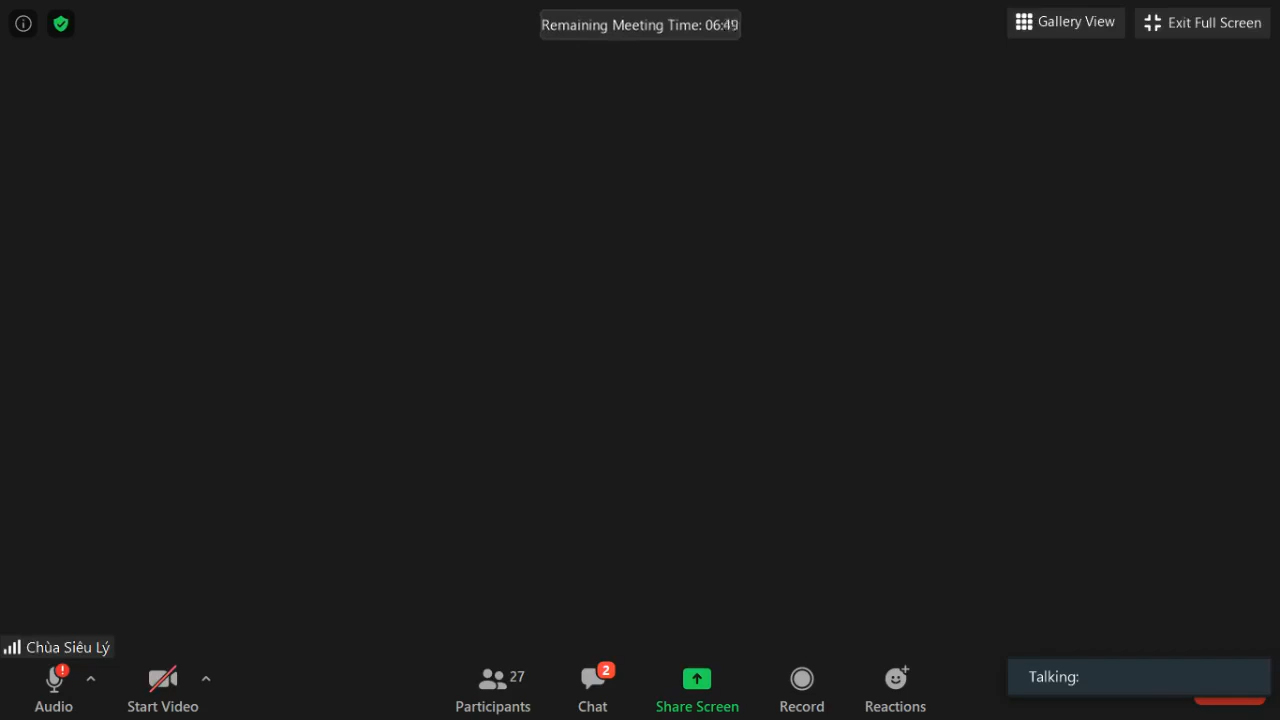 Remaining Meeting Time: 06:49
Gallery View
Exit Full Screen
Chùa Siêu Lý
Audio
Start Video
Participants 27
Chat 2
Share Screen
Record
Reactions
Talking: